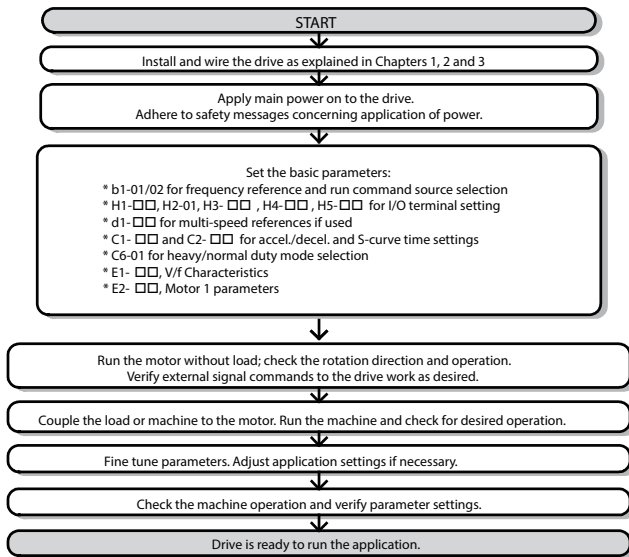 START
Install and wire the drive as explained in Chapters 1, 2 and 3
Apply main power on to the drive.
Adhere to safety messages concerning application of power.
Set the basic parameters:
* b1-01/02 for frequency reference and run command source selection
* H1-□□, H2-01, H3- □□ , H4-□□ , H5-□□ for I/O terminal setting
* d1-□□ for multi-speed references if used
* C1- □□ and C2- □□ for accel./decel. and S-curve time settings
* C6-01 for heavy/normal duty mode selection
* E1- □□, V/f Characteristics
* E2- □□, Motor 1 parameters
Run the motor without load; check the rotation direction and operation.
Verify external signal commands to the drive work as desired.
Couple the load or machine to the motor. Run the machine and check for desired operation.
Fine tune parameters. Adjust application settings if necessary.
Check the machine operation and verify parameter settings.
Drive is ready to run the application.